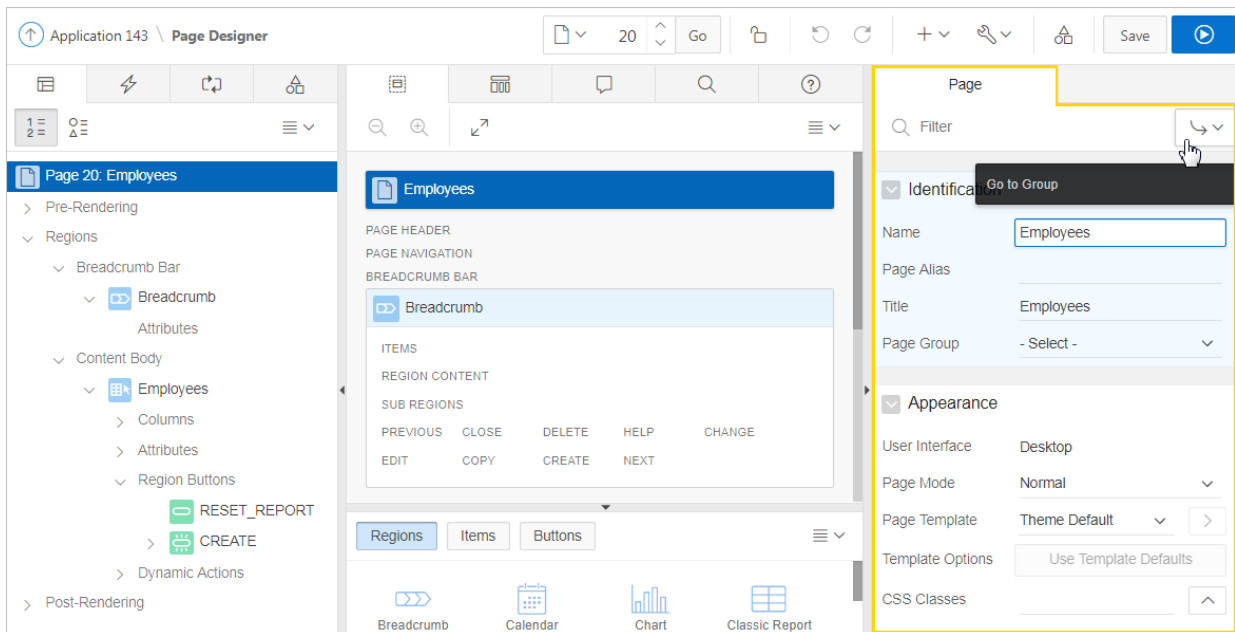 Application 143 \ Page Designer
20
Go
Save
Page 20: Employees
Pre-Rendering
Regions
Breadcrumb Bar
Breadcrumb
Attributes
Content Body
Employees
Columns
Attributes
Region Buttons
RESET_REPORT
CREATE
Dynamic Actions
Post-Rendering
Employees
PAGE HEADER
PAGE NAVIGATION
BREADCRUMB BAR
Breadcrumb
ITEMS
REGION CONTENT
SUB REGIONS
PREVIOUS CLOSE DELETE HELP CHANGE
EDIT COPY CREATE NEXT
Regions Items Buttons
Breadcrumb Calendar Chart Classic Report
Page
Filter
Go to Group
Identification
Name Employees
Page Alias
Title Employees
Page Group - Select -
Appearance
User Interface Desktop
Page Mode Normal
Page Template Theme Default
Template Options Use Template Defaults
CSS Classes